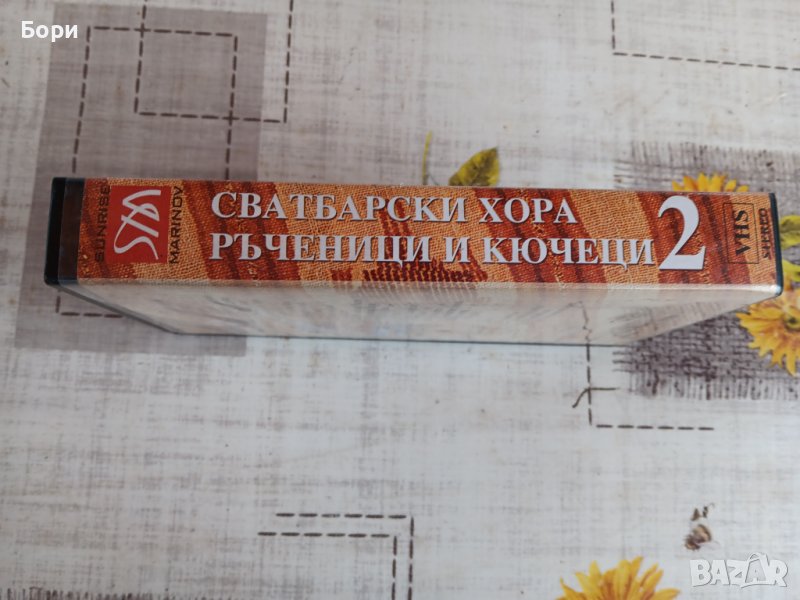 Бори
SUNRISE
MARINOV
СВАТБАРСКИ ХОРА
РЪЧЕНИЦИ И КЮЧЕЦИ
2
VHS
STEREO
BAZAR